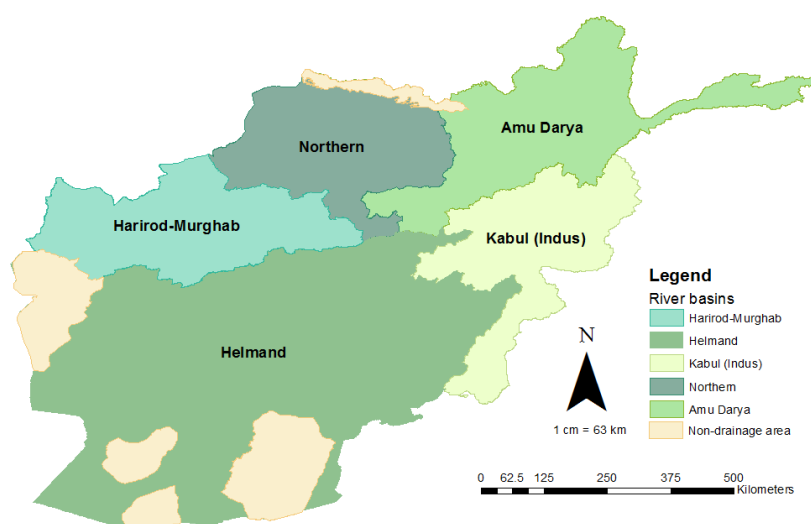 Amu Darya
Northern
Harirod-Murghab
Kabul (Indus)
Helmand
Legend
River basins
Harirod-Murghab
Helmand
Kabul (Indus)
Northern
Amu Darya
Non-drainage area
N
1 cm = 63 km
0 62.5 125 250 375 500
Kilometers